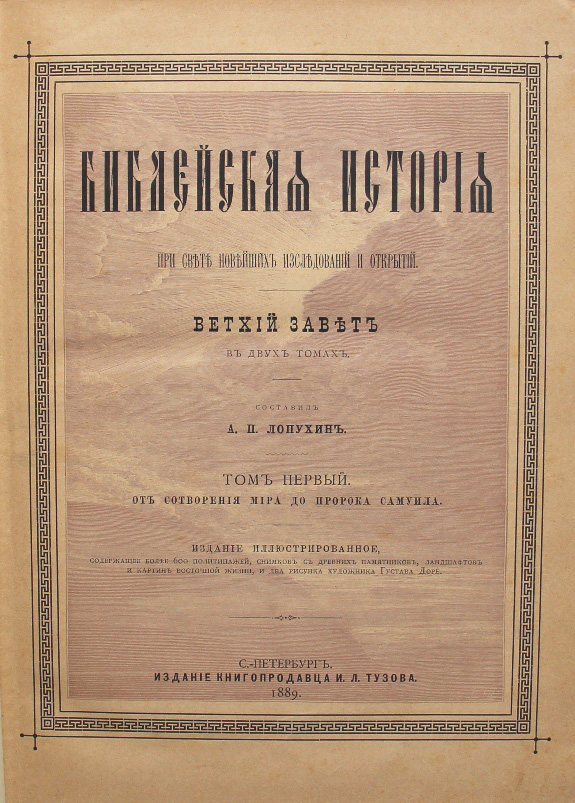 БИБЛЕЙСКАЯ ИСТОРІЯ
ПРИ СВѢТѢ НОВѢЙШИХЪ ИЗСЛѢДОВАНІЙ И ОТКРЫТІЙ.
ВЕТХІЙ ЗАВѢТЪ
ВЪ ДВУХЪ ТОМАХЪ.
СОСТАВИЛЪ
А. П. ЛОПУХИНЪ.
ТОМЪ ПЕРВЫЙ.
ОТЪ СОТВОРЕНІЯ МІРА ДО ПРОРОКА САМУИЛА.
ИЗДАНІЕ ИЛЛЮСТРИРОВАННОЕ,
СОДЕРЖАЩЕЕ БОЛѢЕ 600 ПОЛИТИПАЖЕЙ, СНИМКОВЪ СЪ ДРЕВНИХЪ ПАМЯТНИКОВЪ, ЛАНДШАФТОВЪ
И КАРТИНЪ ВОСТОЧНОЙ ЖИЗНИ, И ДВА РИСУНКА ХУДОЖНИКА ГУСТАВА ДОРЕ.
С.-ПЕТЕРБУРГЪ.
ИЗДАНІЕ КНИГОПРОДАВЦА И. Л. ТУЗОВА.
1889.